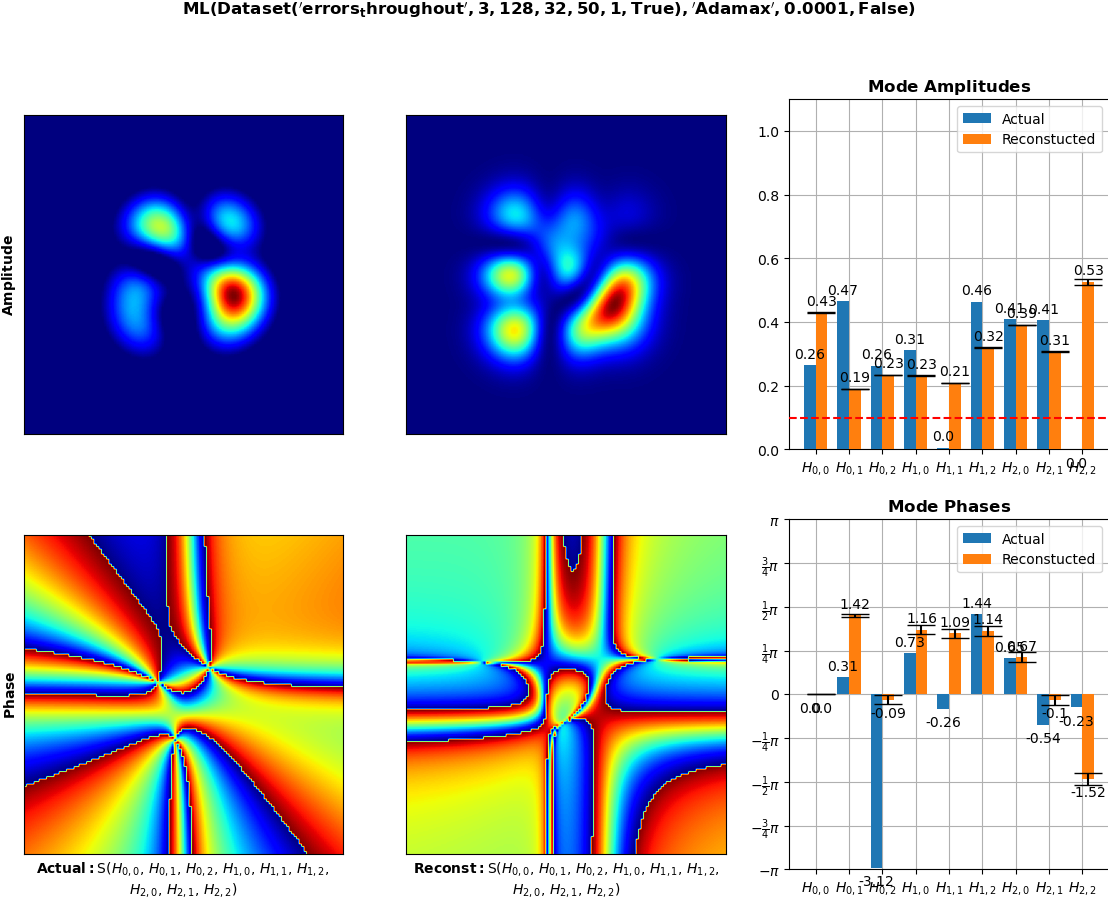 ML(Dataset('errors_throughout', 3, 128, 32, 50, 1, True), 'Adamax', 0.0001, False)
Amplitude
Mode Amplitudes
Actual
Reconstucted
1.0
0.8
0.6
0.4
0.2
0.0
0.26
0.43
0.47
0.19
0.26
0.23
0.31
0.23
0.0
0.21
0.46
0.32
0.41
0.39
0.41
0.31
0.0
0.53
H0,0 H0,1 H0,2 H1,0 H1,1 H1,2 H2,0 H2,1 H2,2
Phase
Mode Phases
Actual
Reconstucted
π
3/4π
1/2π
1/4π
0
−1/4π
−1/2π
−3/4π
−π
0.0
0.0
0.31
1.42
-3.12
-0.09
0.73
1.16
-0.26
1.09
1.44
1.14
0.65
0.67
-0.54
-0.1
-0.23
-1.52
H0,0 H0,1 H0,2 H1,0 H1,1 H1,2 H2,0 H2,1 H2,2
Actual: S(H0,0, H0,1, H0,2, H1,0, H1,1, H1,2,
H2,0, H2,1, H2,2)
Reconst: S(H0,0, H0,1, H0,2, H1,0, H1,1, H1,2,
H2,0, H2,1, H2,2)